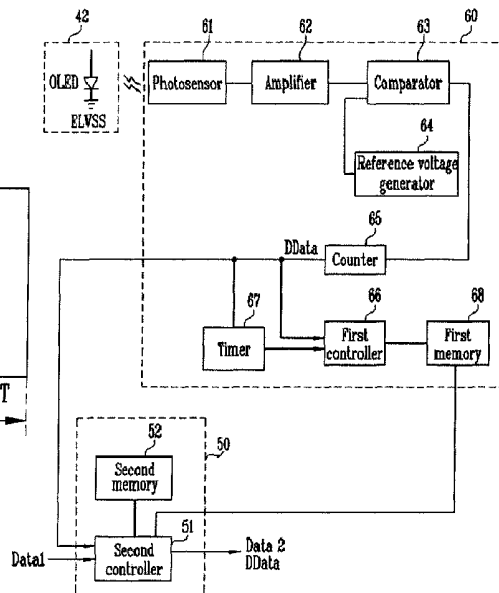 42
61
62
63
60
OLED
ELVSS
Photosensor
Amplifier
Comparator
64
Reference voltage
generator
65
DData
Counter
67
66
68
Timer
First
controller
First
memory
T
52
50
Second
memory
51
Data1
Second
controller
Data 2
DData